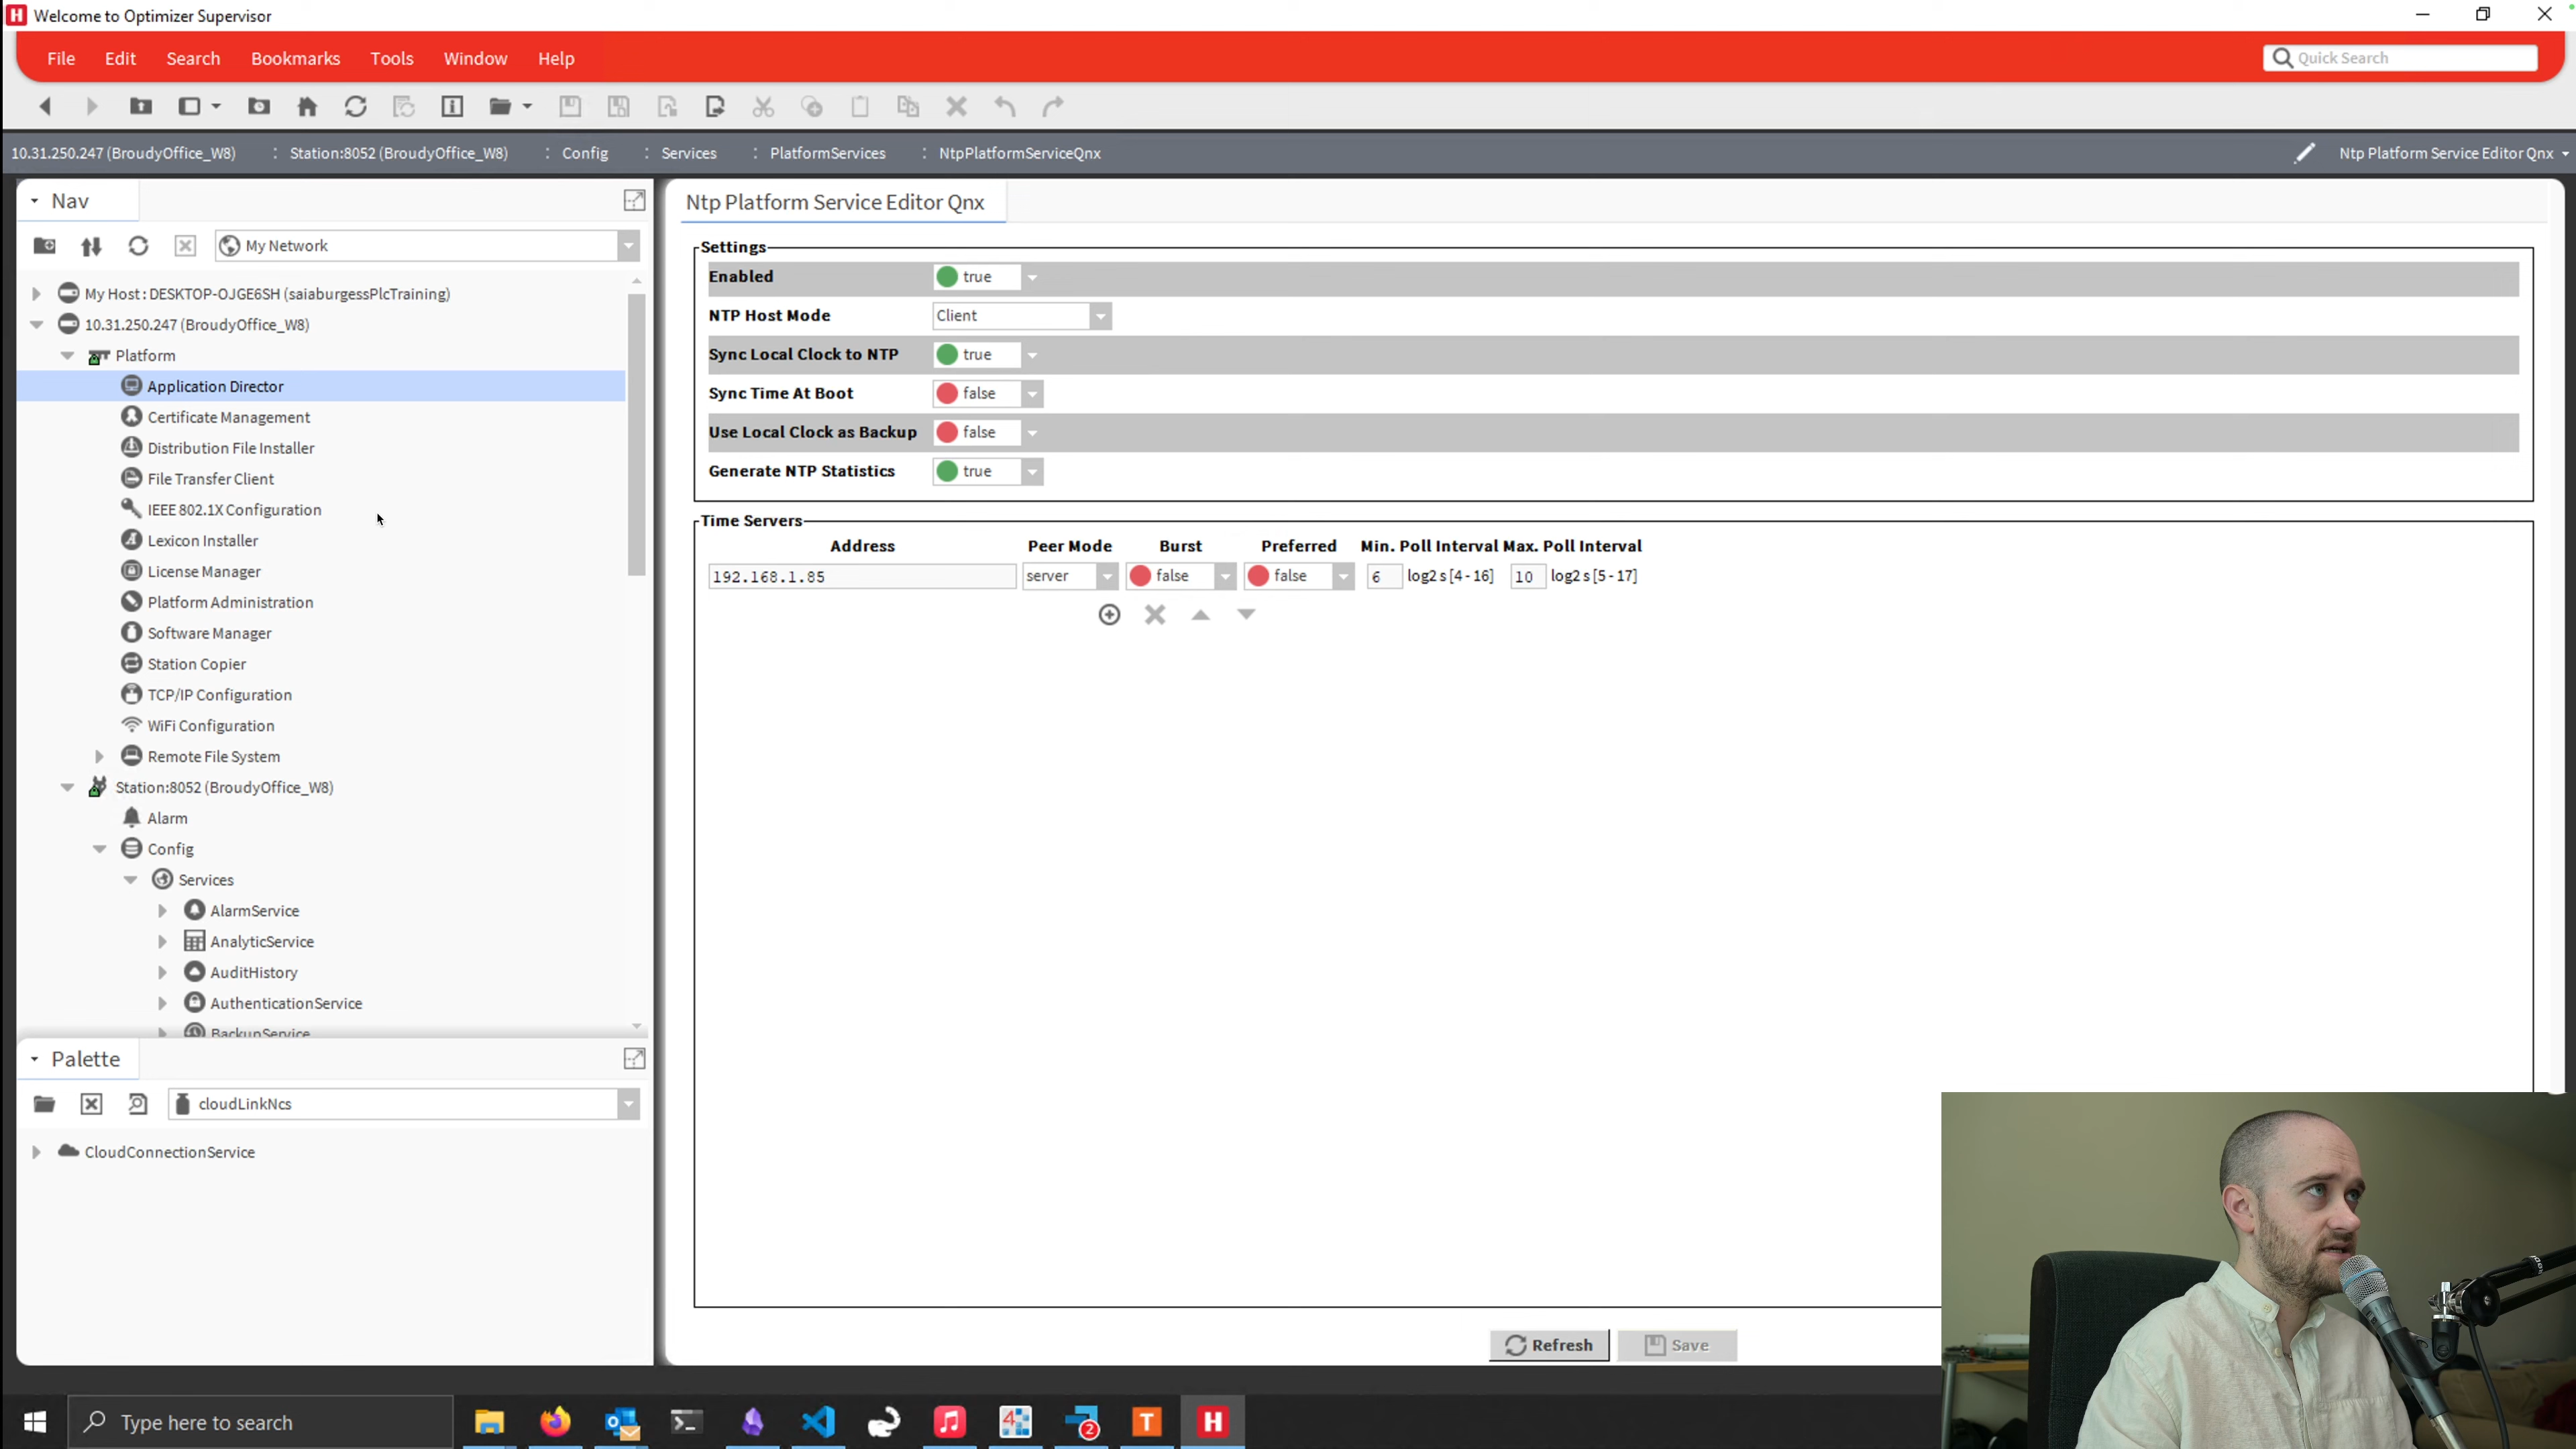 H Welcome to Optimizer Supervisor
File Edit Search Bookmarks Tools Window Help Quick Search
10.31.250.247 (BroudyOffice_W8) : Station:8052 (BroudyOffice_W8) : Config : Services : PlatformServices : NtpPlatformServiceQnx Ntp Platform Service Editor Qnx
Nav
My Network
My Host : DESKTOP-OJGE6SH (saiaburgessPlcTraining)
10.31.250.247 (BroudyOffice_W8)
Platform
Application Director
Certificate Management
Distribution File Installer
File Transfer Client
IEEE 802.1X Configuration
Lexicon Installer
License Manager
Platform Administration
Software Manager
Station Copier
TCP/IP Configuration
WiFi Configuration
Remote File System
Station:8052 (BroudyOffice_W8)
Alarm
Config
Services
AlarmService
AnalyticService
AuditHistory
AuthenticationService
BackupService
Palette
cloudLinkNcs
CloudConnectionService
Ntp Platform Service Editor Qnx
Settings
Enabled true
NTP Host Mode Client
Sync Local Clock to NTP true
Sync Time At Boot false
Use Local Clock as Backup false
Generate NTP Statistics true
Time Servers
Address Peer Mode Burst Preferred Min. Poll Interval Max. Poll Interval
192.168.1.85 server false false 6 log2 s [4 - 16] 10 log2 s [5 - 17]
Refresh Save
Type here to search
4 2 T H